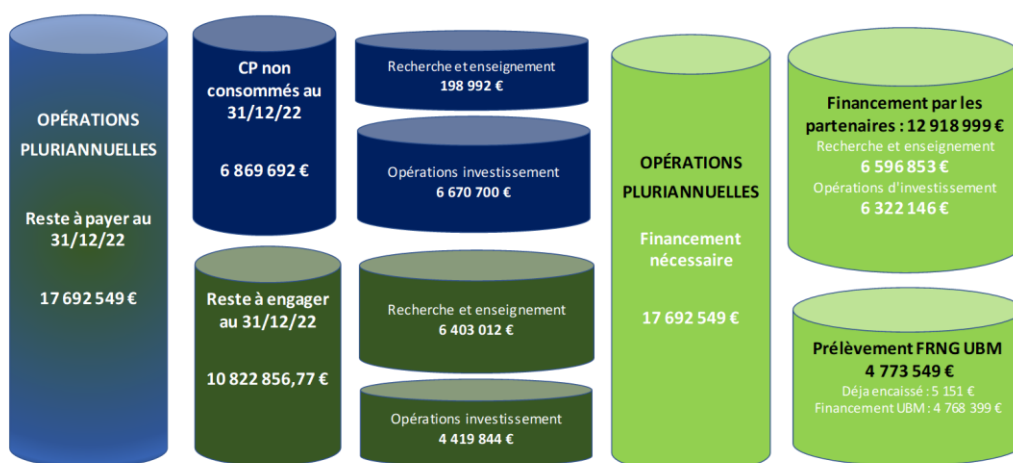 OPÉRATIONS
PLURIANNUELLES
Reste à payer au
31/12/22
17 692 549 €
CP non
consommés au
31/12/22
6 869 692 €
Recherche et enseignement
198 992 €
Opérations investissement
6 670 700 €
Reste à engager
au 31/12/22
10 822 856,77 €
Recherche et enseignement
6 403 012 €
Opérations investissement
4 419 844 €
OPÉRATIONS
PLURIANNUELLES
Financement
nécessaire
17 692 549 €
Financement par les
partenaires : 12 918 999 €
Recherche et enseignement
6 596 853 €
Opérations d'investissement
6 322 146 €
Prélèvement FRNG UBM
4 773 549 €
Déja encaissé : 5 151 €
Financement UBM : 4 768 399 €